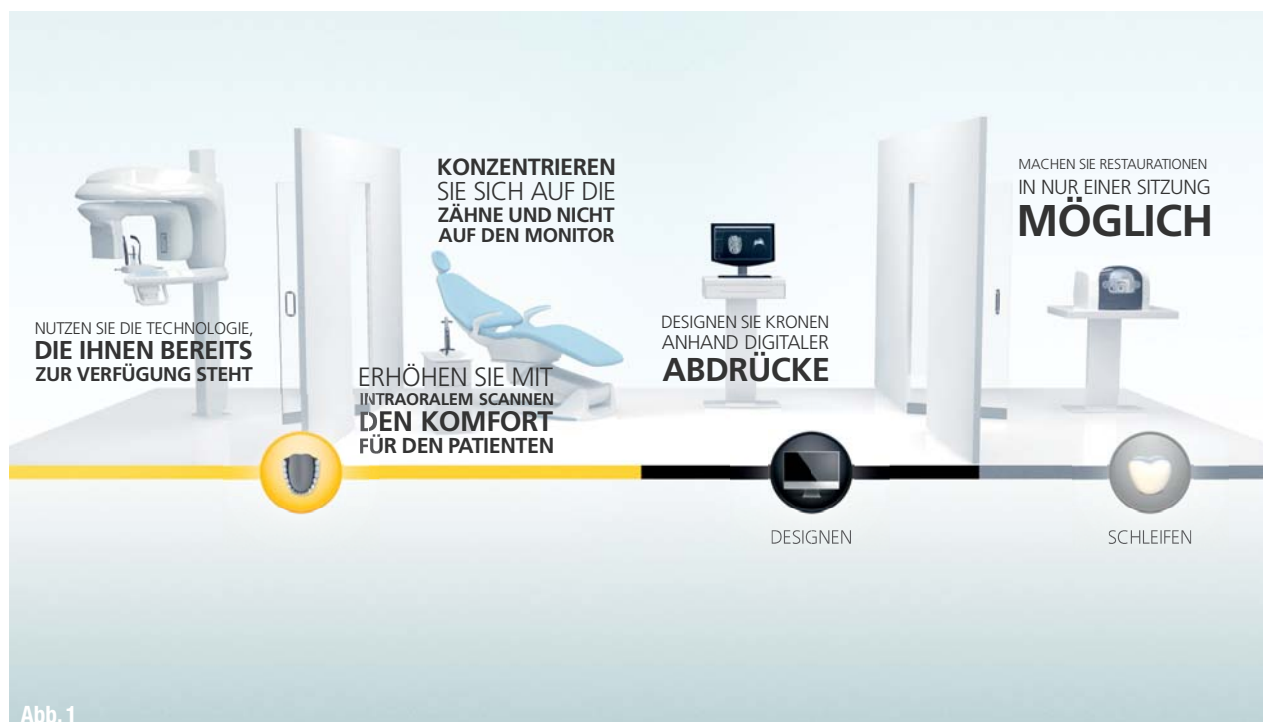 NUTZEN SIE DIE TECHNOLOGIE,
DIE IHNEN BEREITS
ZUR VERFÜGUNG STEHT
KONZENTRIEREN
SIE SICH AUF DIE
ZÄHNE UND NICHT
AUF DEN MONITOR
ERHÖHEN SIE MIT
INTRAORALEM SCANNEN
DEN KOMFORT
FÜR DEN PATIENTEN
DESIGNEN SIE KRONEN
ANHAND DIGITALER
ABDRÜCKE
MACHEN SIE RESTAURATIONEN
IN NUR EINER SITZUNG
MÖGLICH
DESIGNEN
SCHLEIFEN
Abb. 1